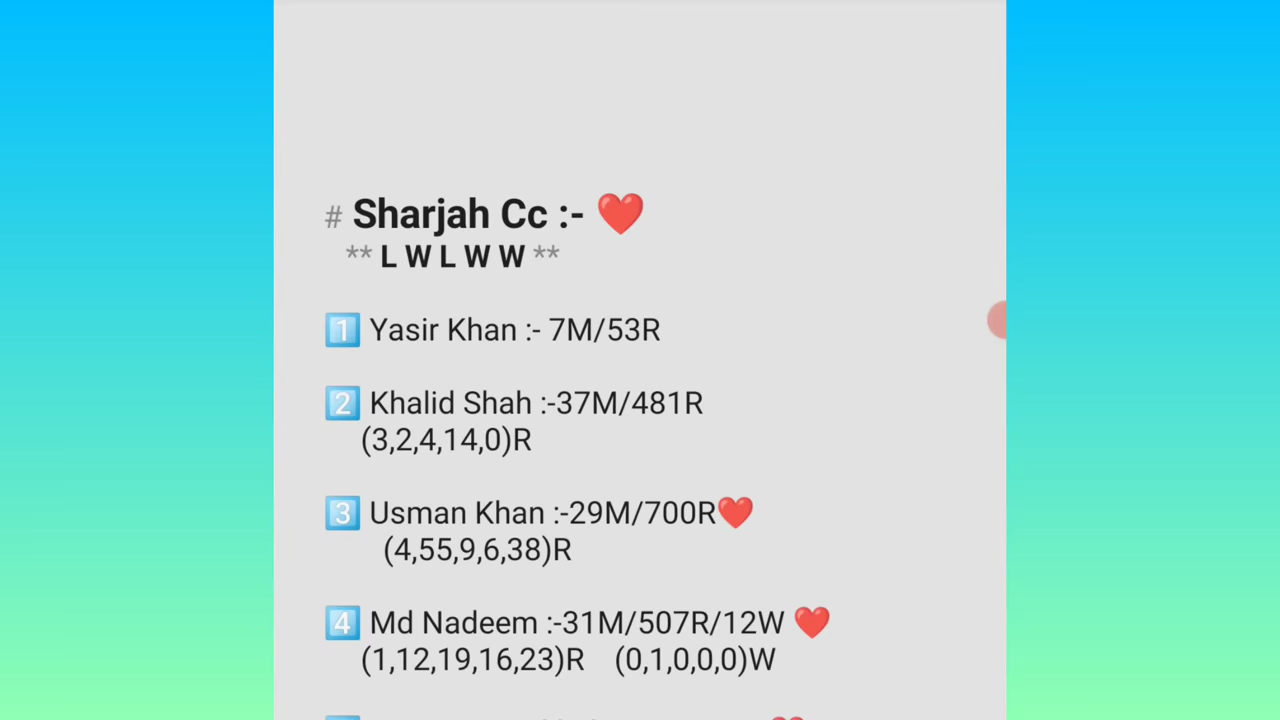 # Sharjah Cc :- ❤️
** L W L W W **
1️⃣ Yasir Khan :- 7M/53R
2️⃣ Khalid Shah :-37M/481R
(3,2,4,14,0)R
3️⃣ Usman Khan :-29M/700R❤️
(4,55,9,6,38)R
4️⃣ Md Nadeem :-31M/507R/12W ❤️
(1,12,19,16,23)R (0,1,0,0,0)W